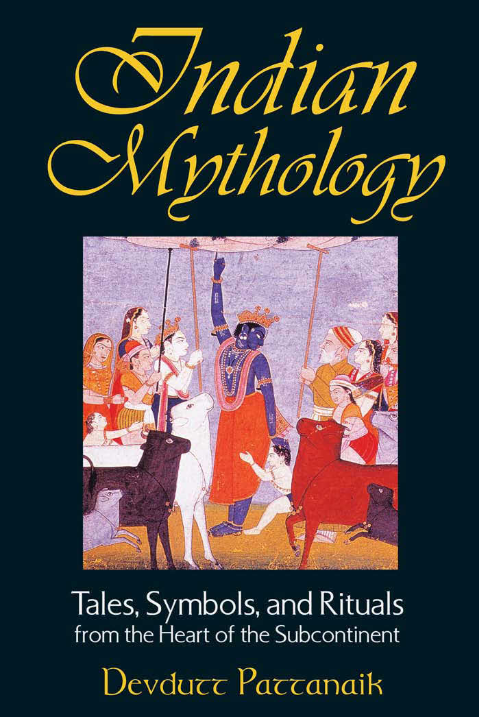 Indian
Mythology
Tales, Symbols, and Rituals
from the Heart of the Subcontinent
Devdutt Pattanaik